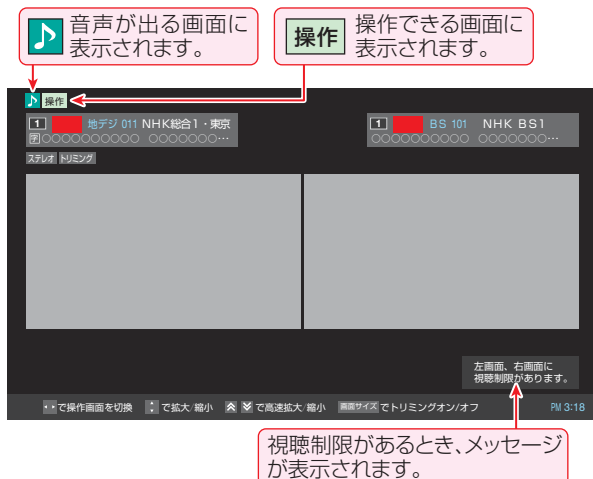 ♪ 音声が出る画面に
表示されます。
操作 操作できる画面に
表示されます。
♪ 操作
1 地デジ 011 NHK総合1・東京
字○○○○○○○○○○ ○○○○○○○…
1 BS 101 NHK BS1
○○○○○○○○○○ ○○○○○○○…
ステレオ トリミング
左画面、右画面に
視聴制限があります。
で操作画面を切換 で拡大/縮小 で高速拡大/縮小 画面サイズ でトリミングオン/オフ PM 3:18
視聴制限があるとき、メッセージ
が表示されます。